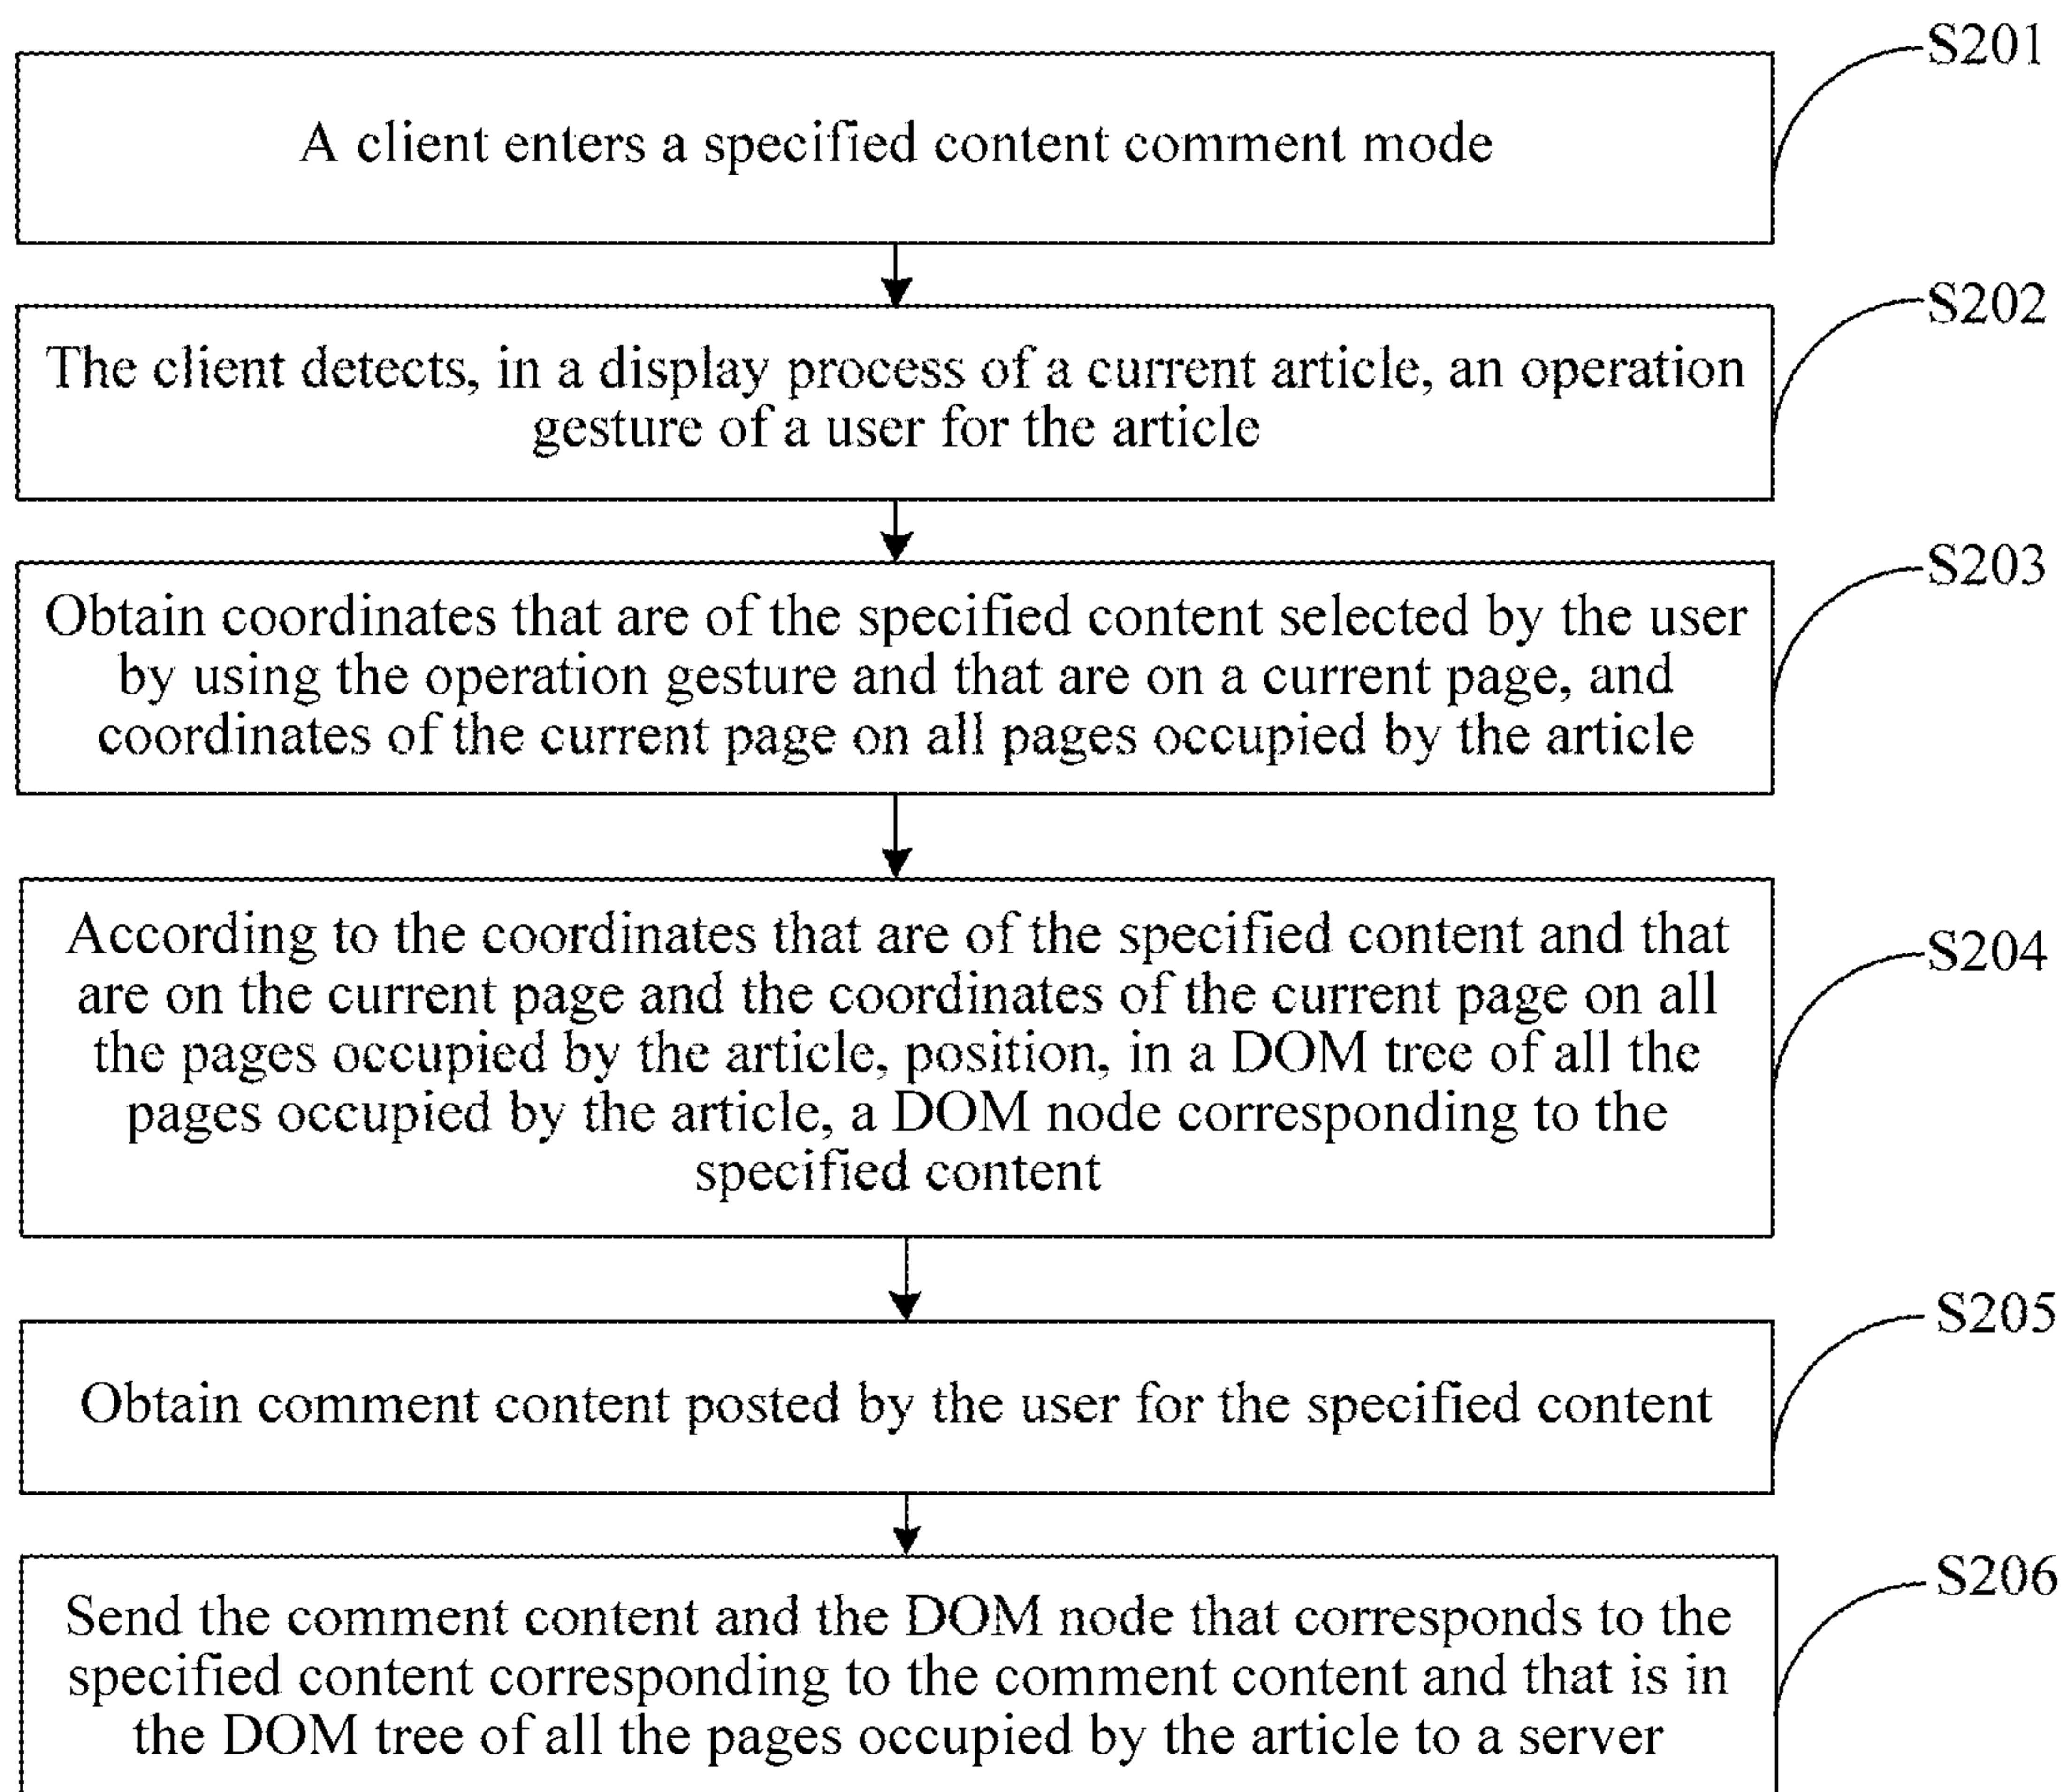 S201
A client enters a specified content comment mode
S202
The client detects, in a display process of a current article, an operation
gesture of a user for the article
S203
Obtain coordinates that are of the specified content selected by the user
by using the operation gesture and that are on a current page, and
coordinates of the current page on all pages occupied by the article
S204
According to the coordinates that are of the specified content and that
are on the current page and the coordinates of the current page on all
the pages occupied by the article, position, in a DOM tree of all the
pages occupied by the article, a DOM node corresponding to the
specified content
S205
Obtain comment content posted by the user for the specified content
S206
Send the comment content and the DOM node that corresponds to the
specified content corresponding to the comment content and that is in
the DOM tree of all the pages occupied by the article to a server